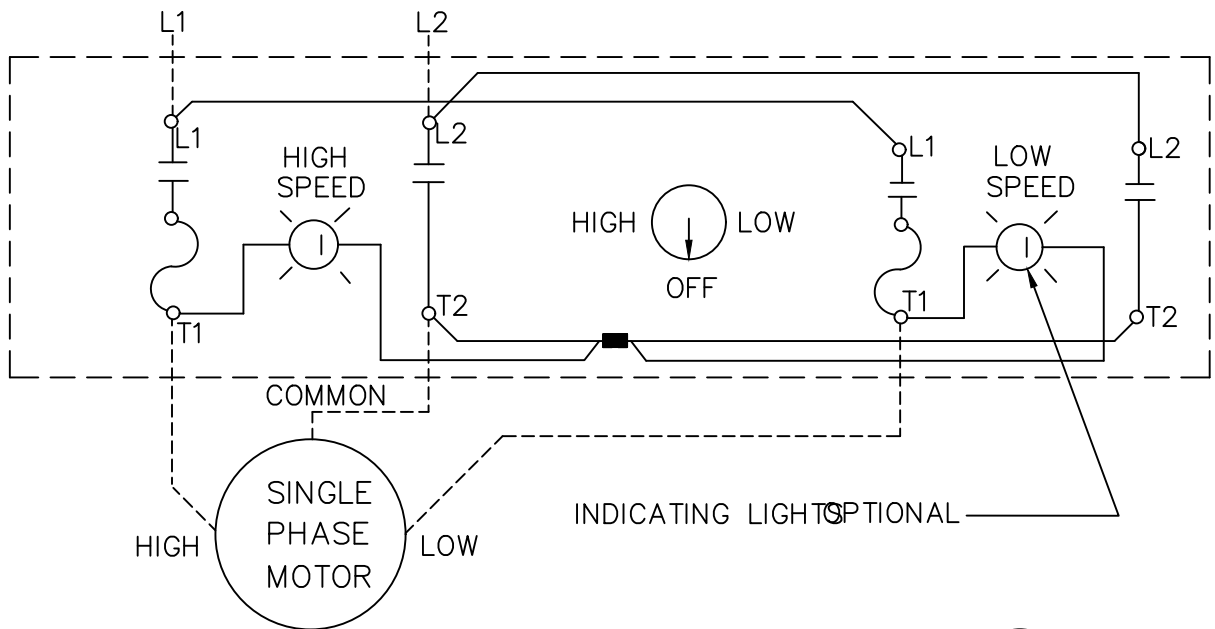 L1
L2
L1
L2
L1
L2
HIGH
SPEED
LOW
SPEED
HIGH
LOW
OFF
T1
T2
T1
T2
COMMON
SINGLE
PHASE
MOTOR
HIGH
LOW
INDICATING LIGHTS OPTIONAL